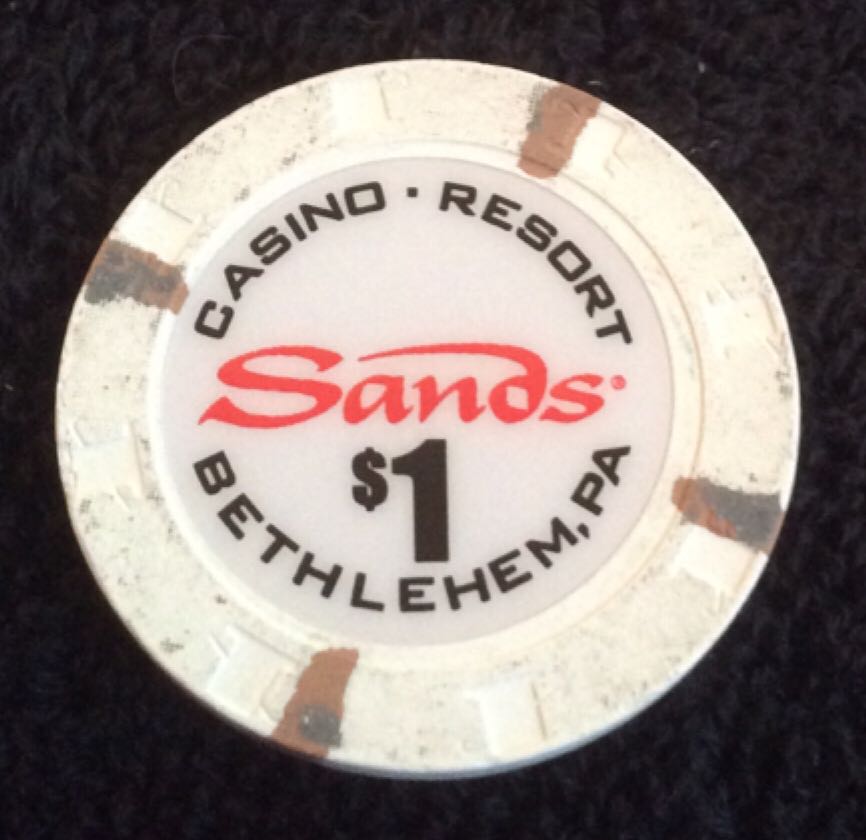 CASINO · RESORT
Sands®
$1
BETHLEHEM, PA